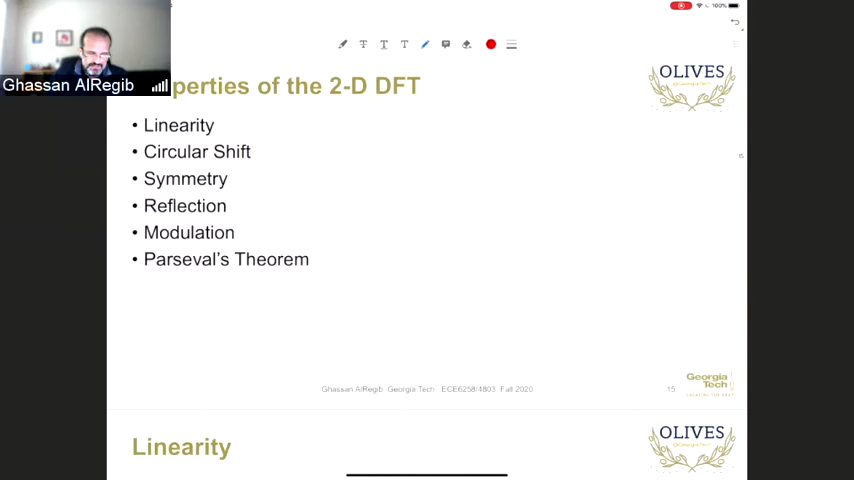 100%
Ghassan AlRegib
perties of the 2-D DFT
OLIVES
• Linearity
• Circular Shift
• Symmetry
• Reflection
• Modulation
• Parseval's Theorem
Ghassan AlRegib Georgia Tech ECE6258/4803 Fall 2020
15
Georgia
Tech
Linearity
OLIVES